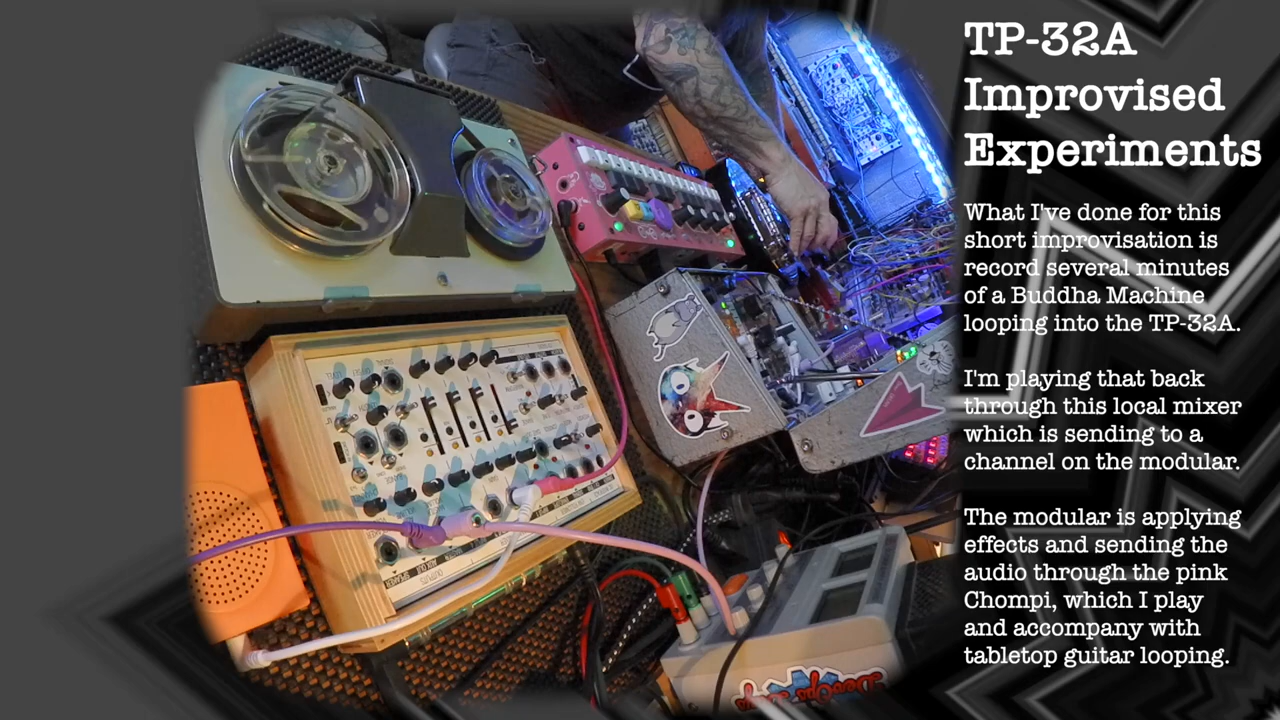 TP-32A
Improvised
Experiments
What I've done for this
short improvisation is
record several minutes
of a Buddha Machine
looping into the TP-32A.
I'm playing that back
through this local mixer
which is sending to a
channel on the modular.
The modular is applying
effects and sending the
audio through the pink
Chompi, which I play
and accompany with
tabletop guitar looping.
DevOps Days